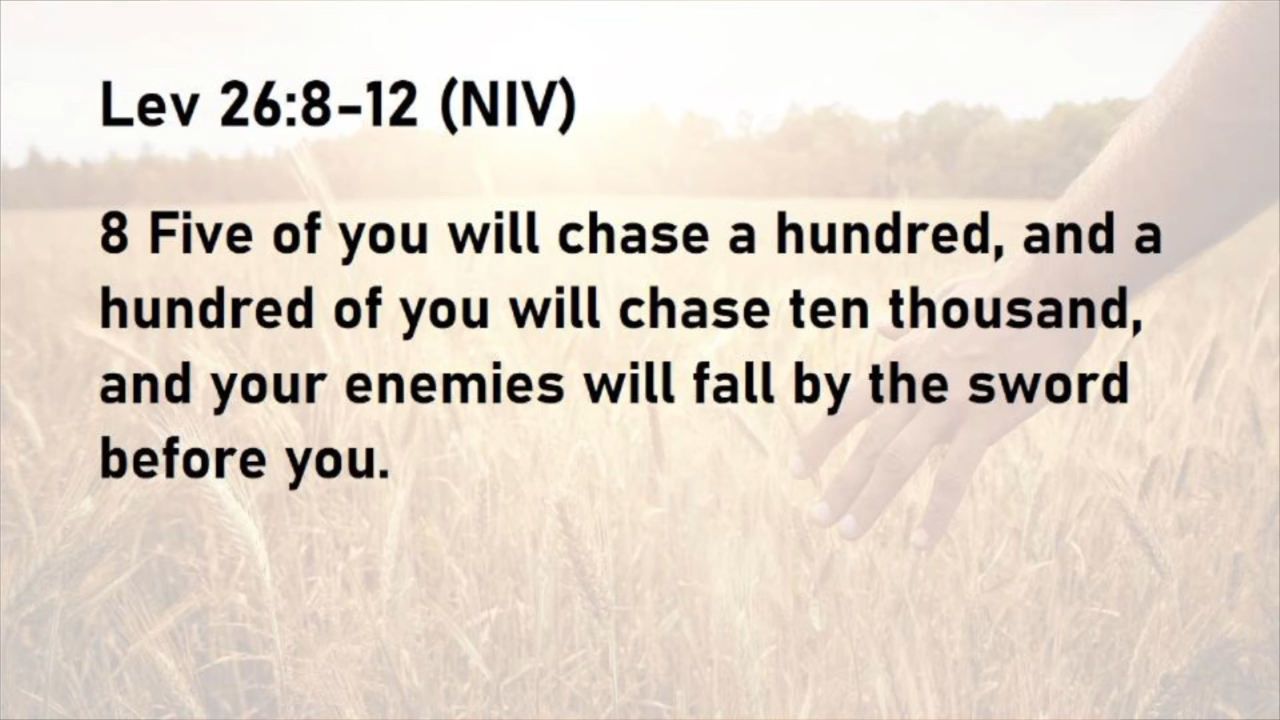 Lev 26:8-12 (NIV)
8 Five of you will chase a hundred, and a
hundred of you will chase ten thousand,
and your enemies will fall by the sword
before you.